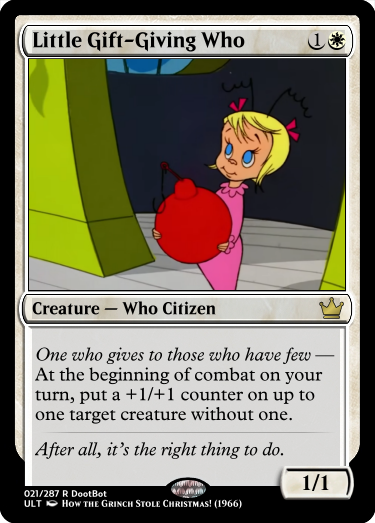 Little Gift-Giving Who 1
Creature — Who Citizen
One who gives to those who have few —
At the beginning of combat on your
turn, put a +1/+1 counter on up to
one target creature without one.
After all, it's the right thing to do.
1/1
021/287 R DootBot
ULT HOW THE GRINCH STOLE CHRISTMAS! (1966)